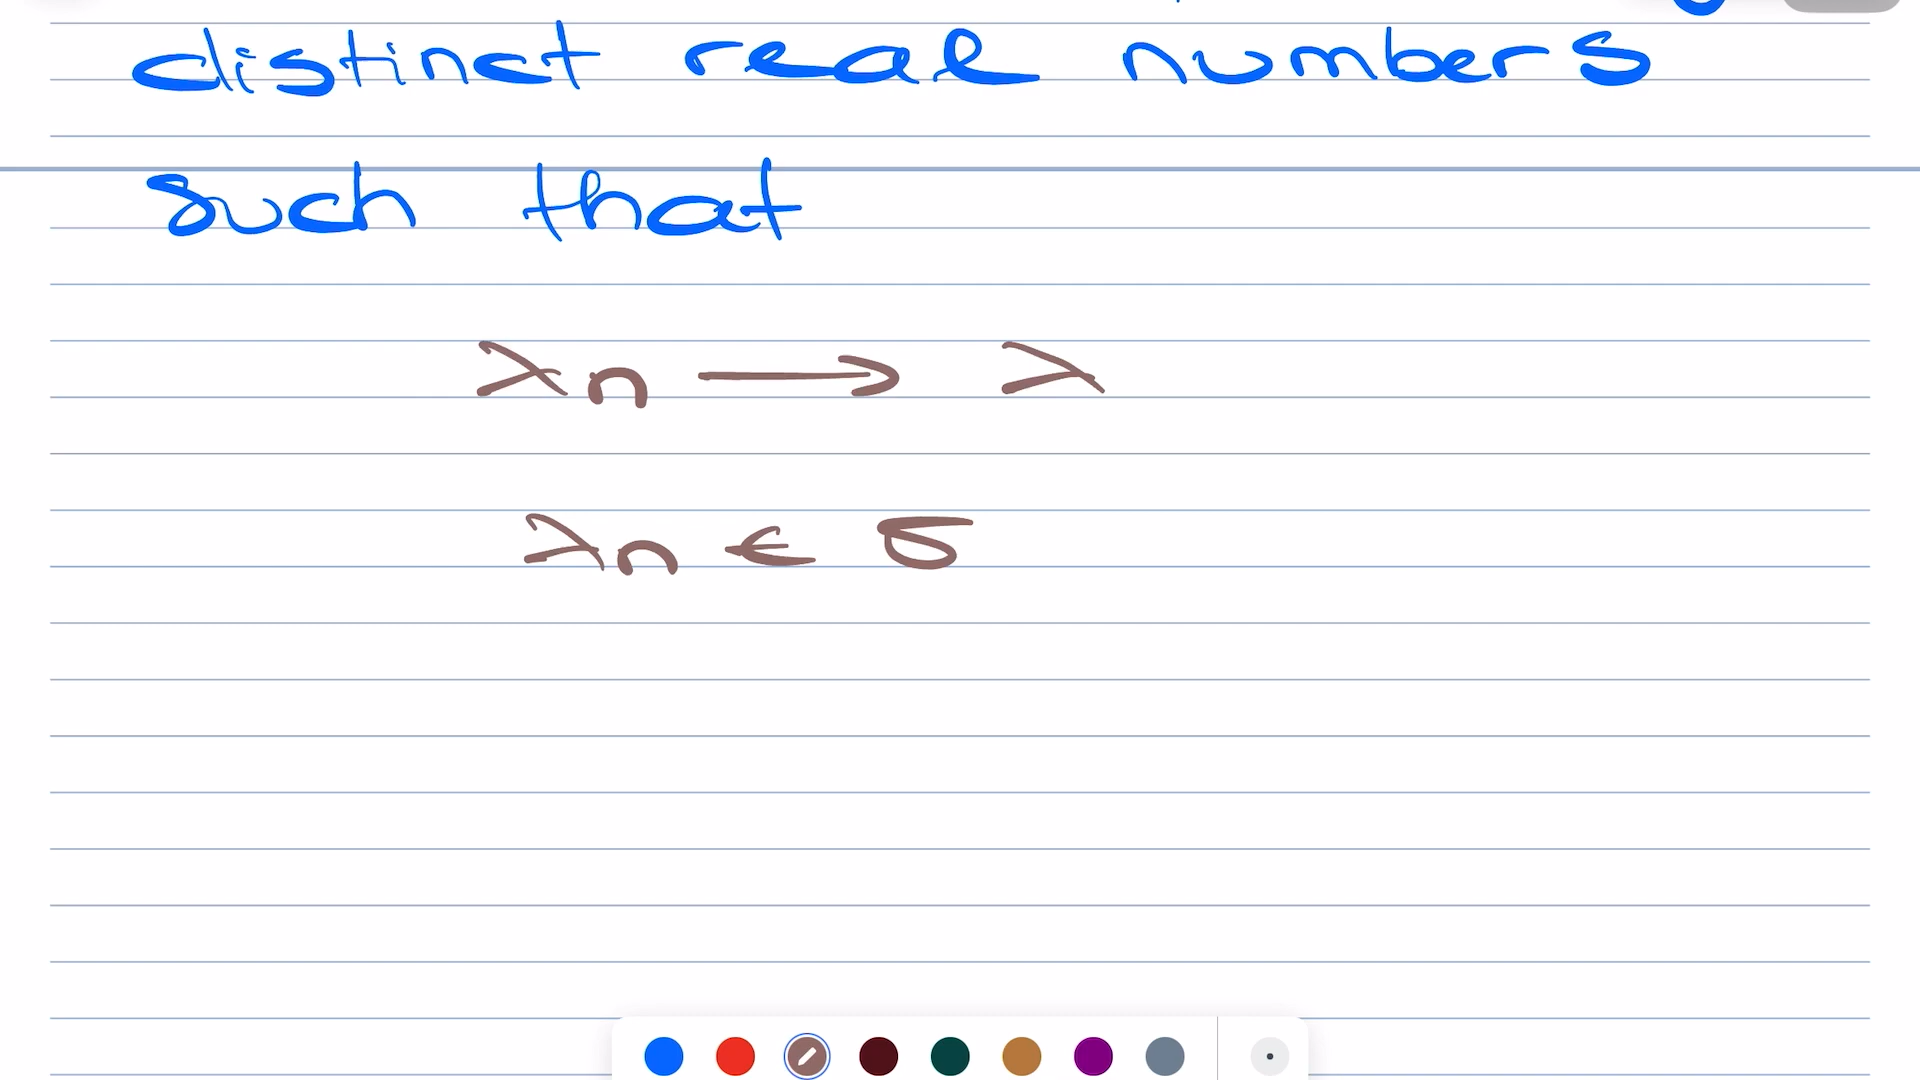 distinct real numbers
such that
λn ⟶ λ
λn ∈ σ